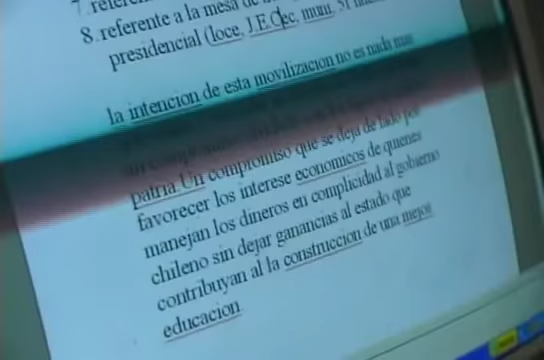 8. referente a la mesa de
presidencial (loce, J.E.C, mini,
la intencion de esta movilizacion no es nada mas
patria. Un compromiso que se deja de lado por
favorecer los interese economicos de quienes
manejan los dineros en complicidad al gobierno
chileno sin dejar ganancias al estado que
contribuyan al la construccion de una mejor
educacion